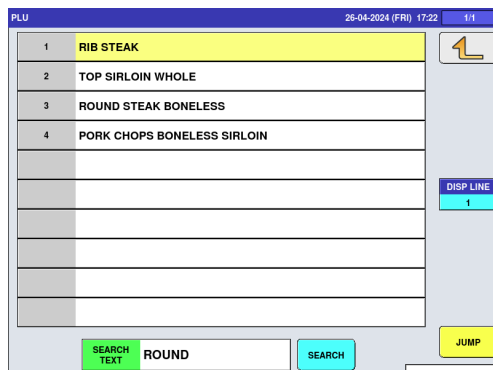 PLU 26-04-2024 (FRI) 17:22 1/1
1 RIB STEAK
2 TOP SIRLOIN WHOLE
3 ROUND STEAK BONELESS
4 PORK CHOPS BONELESS SIRLOIN
DISP LINE
1
SEARCH TEXT ROUND SEARCH
JUMP